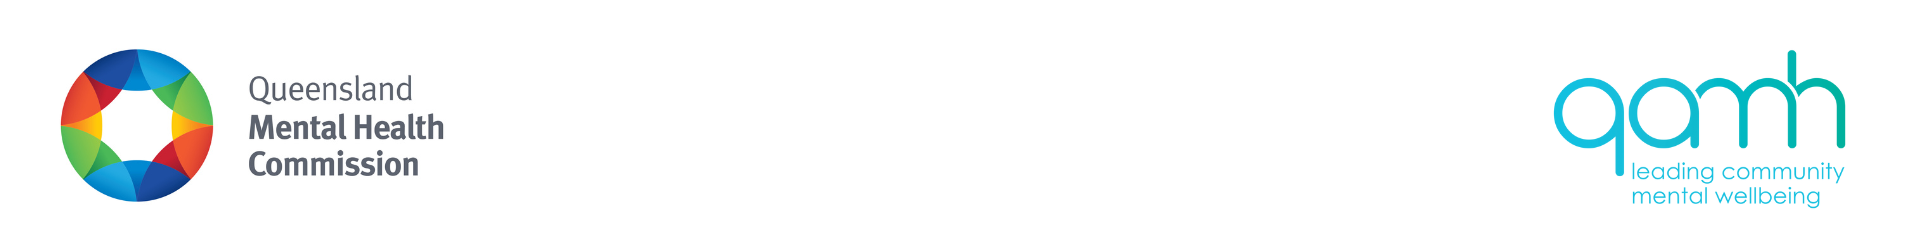 Queensland
Mental Health
Commission
qamh
leading community
mental wellbeing